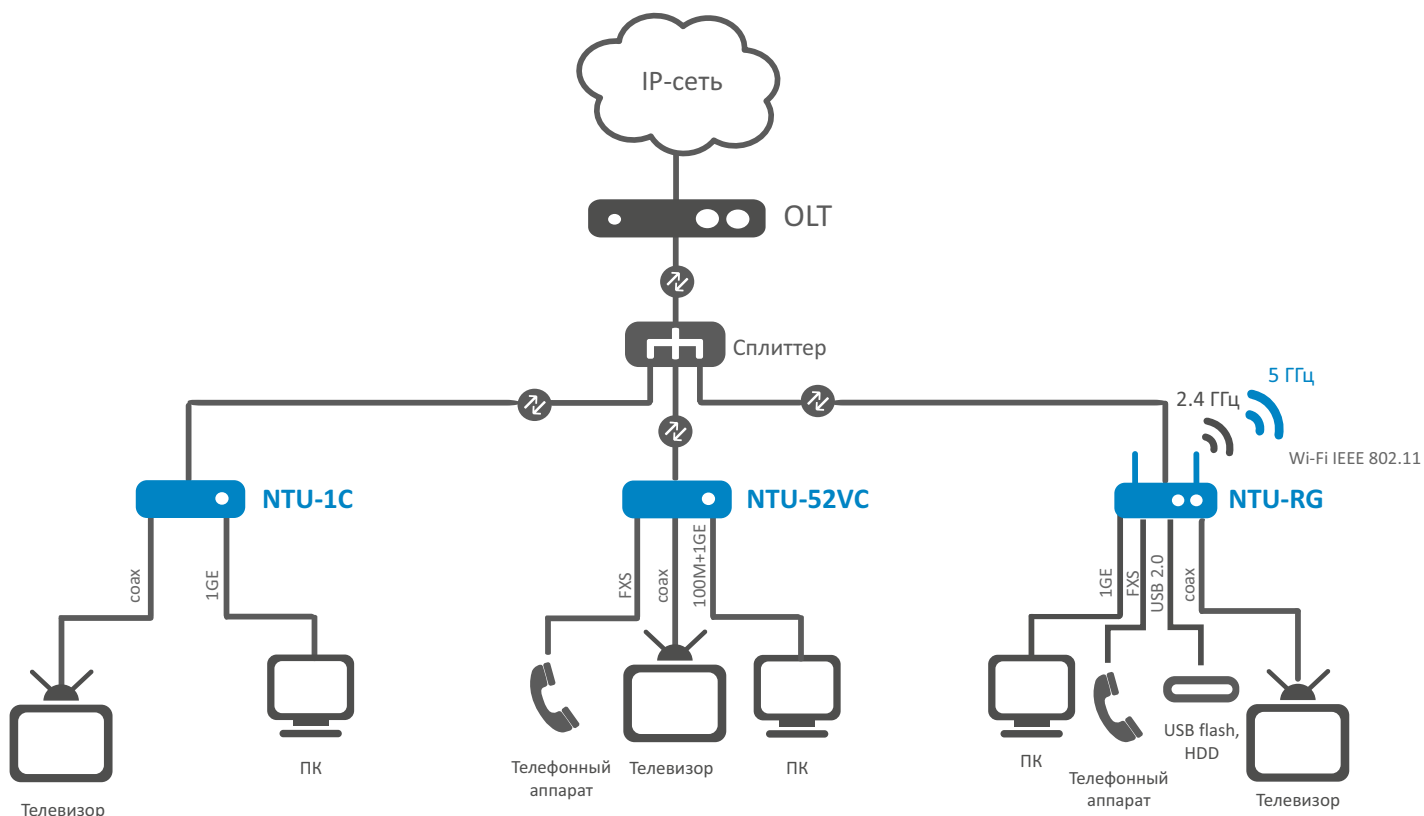 IP-сеть
OLT
Сплиттер
5 ГГц
2.4 ГГц
Wi-Fi IEEE 802.11
NTU-1C
NTU-52VC
NTU-RG
coax
1GE
FXS
coax
100M+1GE
1GE
FXS
USB 2.0
coax
Телевизор
ПК
Телефонный
аппарат
Телевизор
ПК
ПК
Телефонный
аппарат
USB flash,
HDD
Телевизор